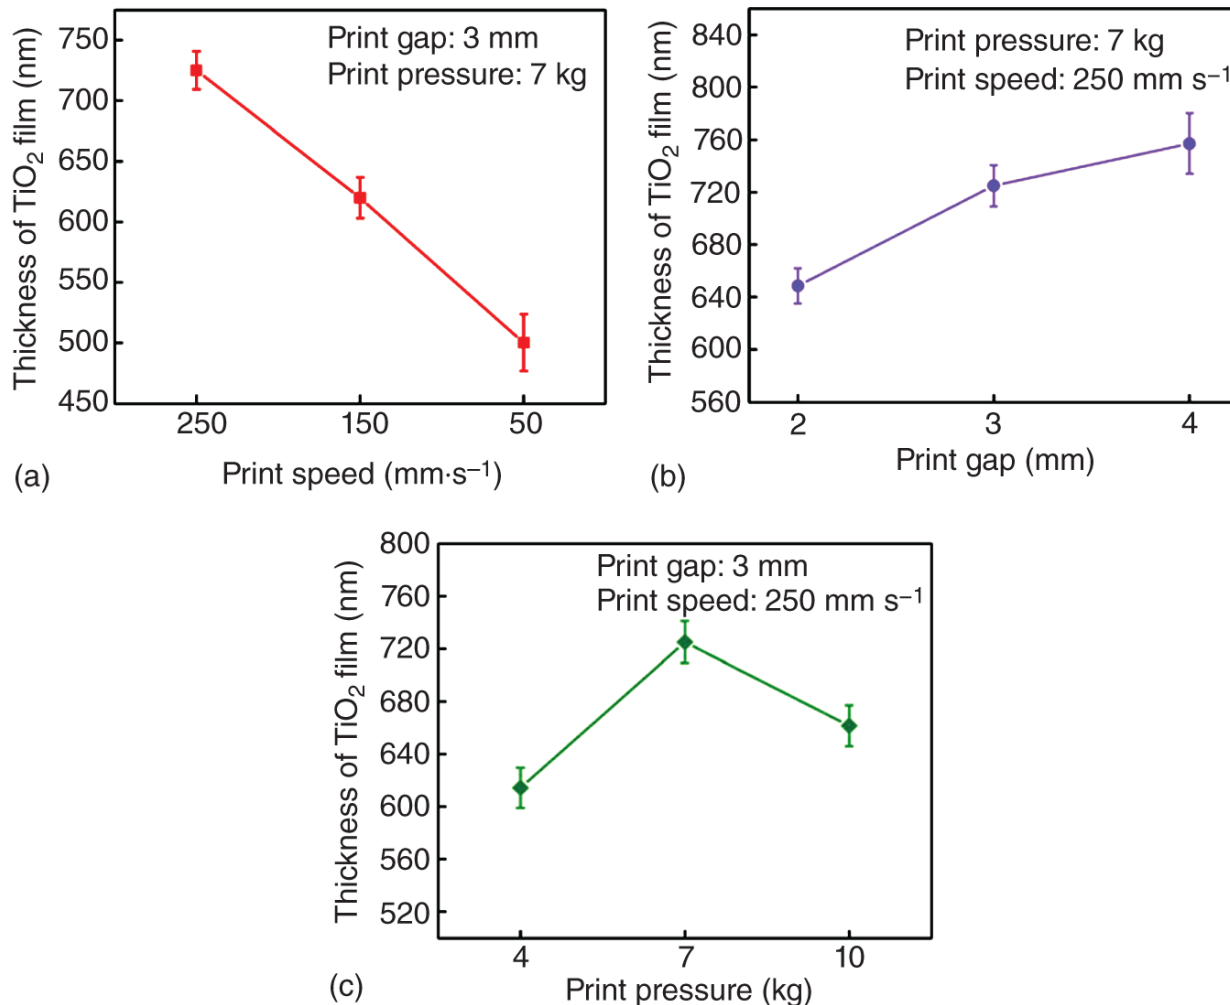 Thickness of TiO₂ film (nm)
750
700
650
600
550
500
450
Print gap: 3 mm
Print pressure: 7 kg
250 150 50
Print speed (mm·s⁻¹)
(a)
Thickness of TiO₂ film (nm)
840
800
760
720
680
640
600
560
Print pressure: 7 kg
Print speed: 250 mm s⁻¹
2 3 4
Print gap (mm)
(b)
Thickness of TiO₂ film (nm)
800
760
720
680
640
600
560
520
Print gap: 3 mm
Print speed: 250 mm s⁻¹
4 7 10
Print pressure (kg)
(c)